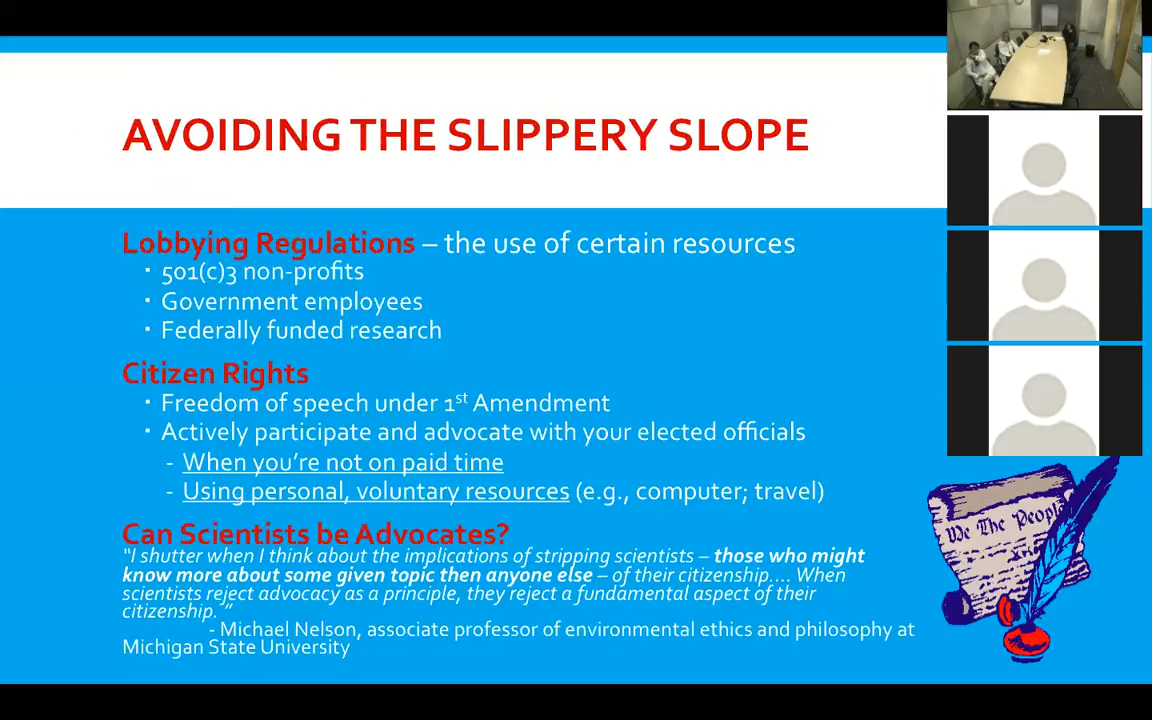 AVOIDING THE SLIPPERY SLOPE
Lobbying Regulations – the use of certain resources
▪ 501(c)3 non-profits
▪ Government employees
▪ Federally funded research
Citizen Rights
▪ Freedom of speech under 1st Amendment
▪ Actively participate and advocate with your elected officials
- When you're not on paid time
- Using personal, voluntary resources (e.g., computer; travel)
Can Scientists be Advocates?
"I shutter when I think about the implications of stripping scientists – those who might
know more about some given topic then anyone else – of their citizenship.... When
scientists reject advocacy as a principle, they reject a fundamental aspect of their
citizenship. "
- Michael Nelson, associate professor of environmental ethics and philosophy at
Michigan State University
We The People